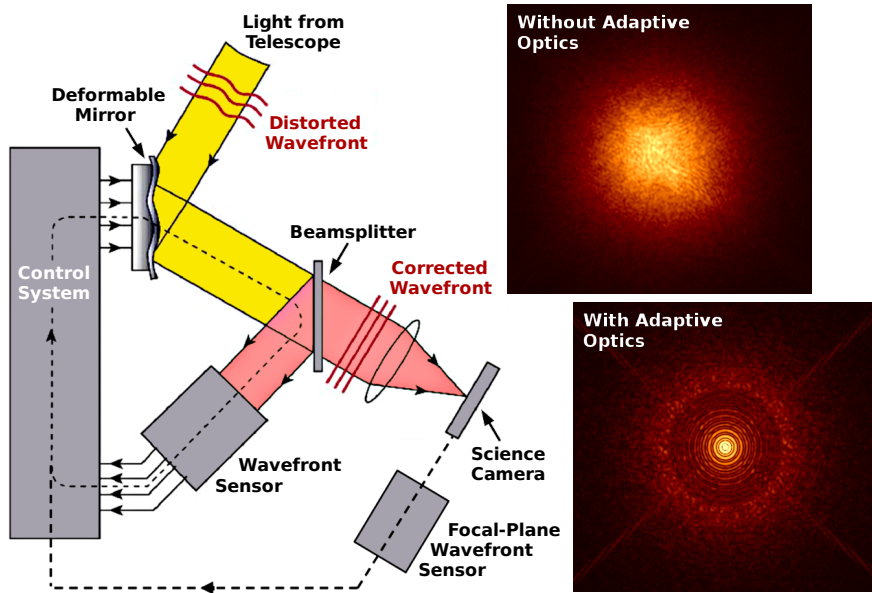 Light from
Telescope
Deformable
Mirror
Distorted
Wavefront
Control
System
Beamsplitter
Corrected
Wavefront
Wavefront
Sensor
Science
Camera
Focal-Plane
Wavefront
Sensor
Without Adaptive
Optics
With Adaptive
Optics